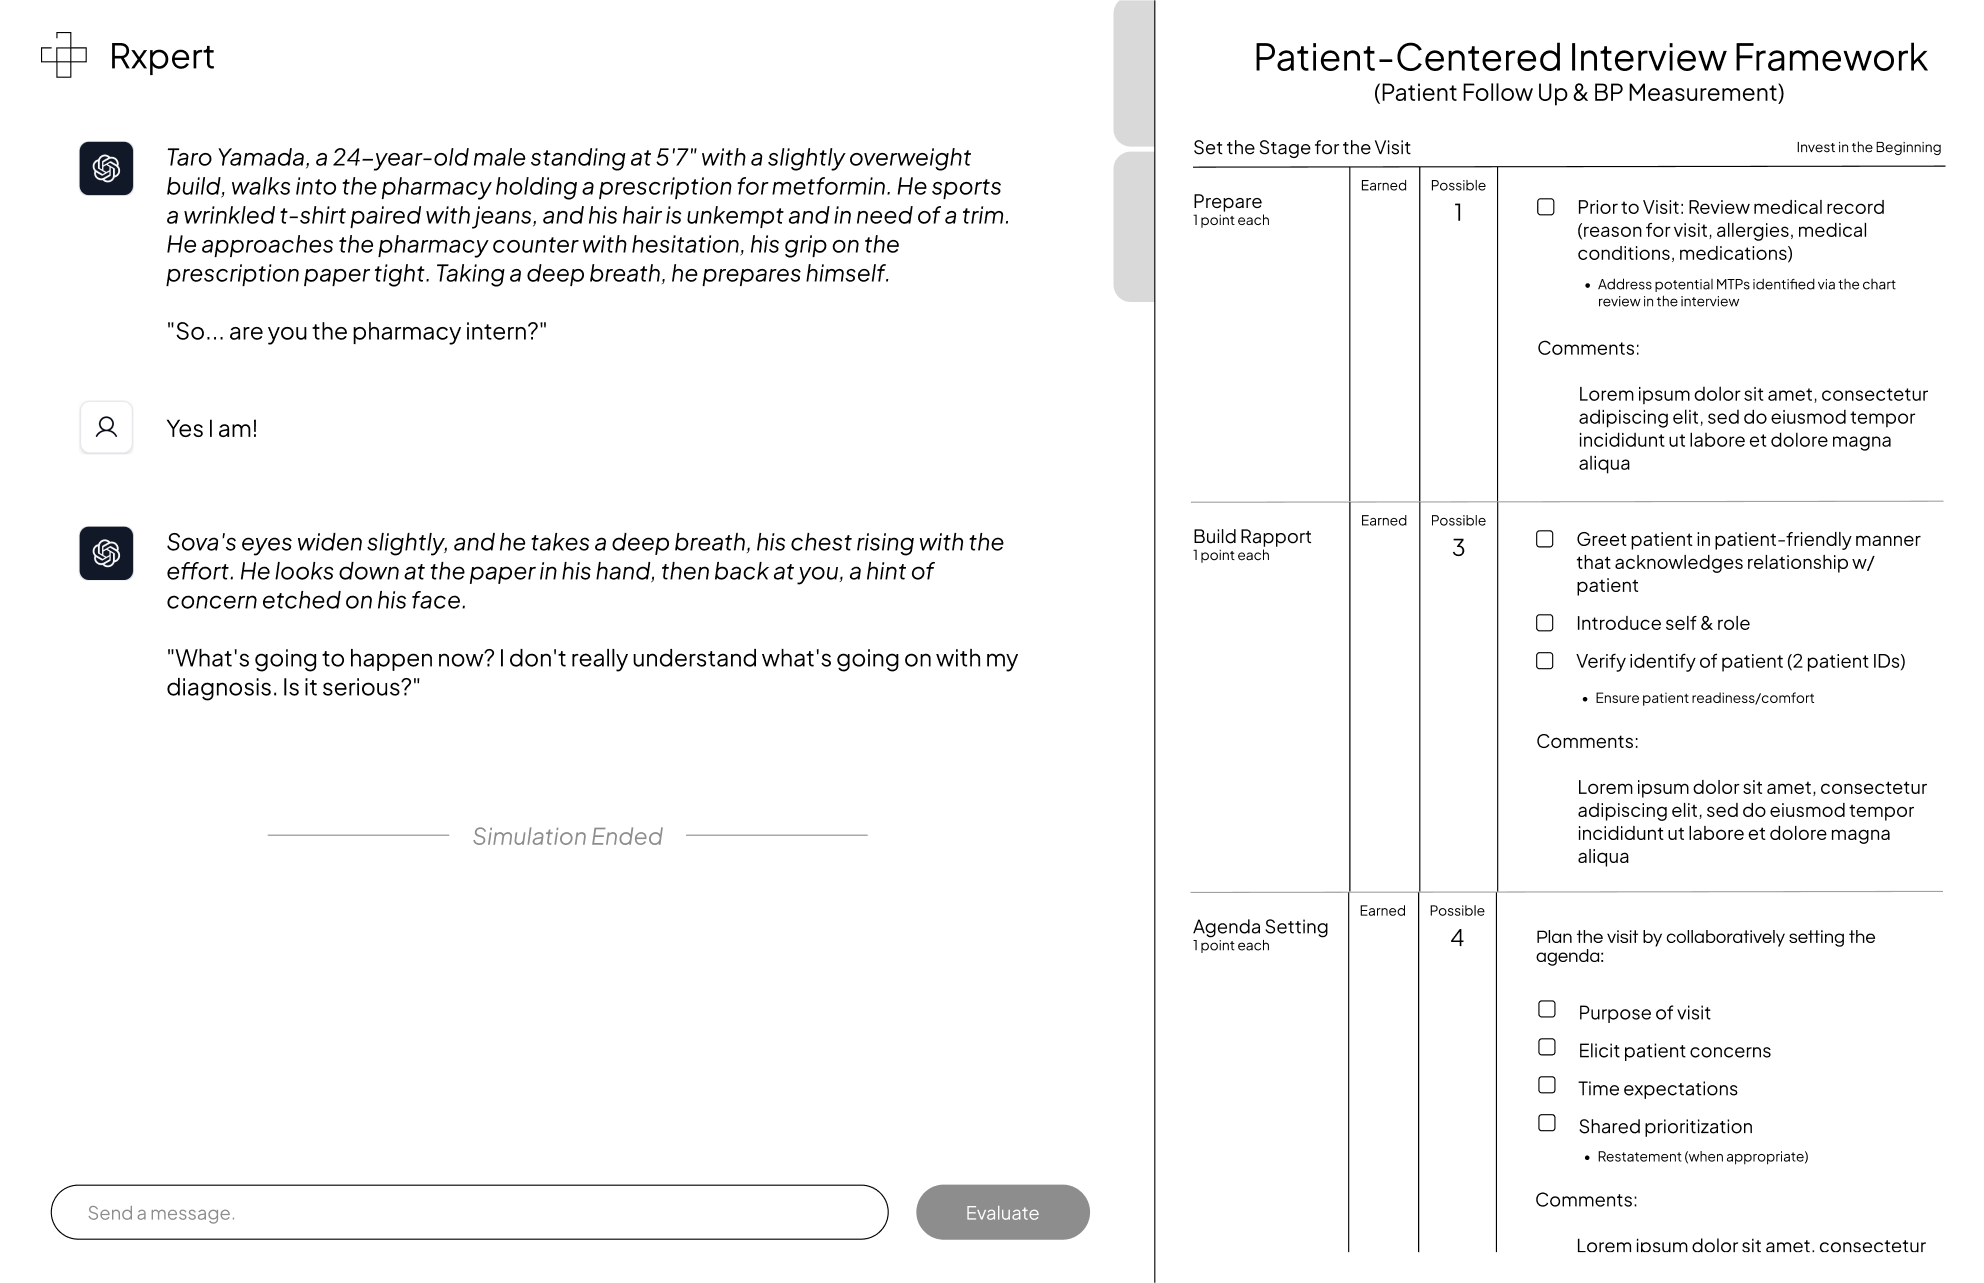 Rxpert
Taro Yamada, a 24-year-old male standing at 5'7" with a slightly overweight
build, walks into the pharmacy holding a prescription for metformin. He sports
a wrinkled t-shirt paired with jeans, and his hair is unkempt and in need of a trim.
He approaches the pharmacy counter with hesitation, his grip on the
prescription paper tight. Taking a deep breath, he prepares himself.
"So... are you the pharmacy intern?"
Yes I am!
Sova's eyes widen slightly, and he takes a deep breath, his chest rising with the
effort. He looks down at the paper in his hand, then back at you, a hint of
concern etched on his face.
"What's going to happen now? I don't really understand what's going on with my
diagnosis. Is it serious?"
Simulation Ended
Send a message.
Evaluate
Patient-Centered Interview Framework
(Patient Follow Up & BP Measurement)
Set the Stage for the Visit
Invest in the Beginning
Prepare
1 point each
Earned
Possible
1
Prior to Visit: Review medical record
(reason for visit, allergies, medical
conditions, medications)
• Address potential MTPs identified via the chart
review in the interview
Comments:
Lorem ipsum dolor sit amet, consectetur
adipiscing elit, sed do eiusmod tempor
incididunt ut labore et dolore magna
aliqua
Build Rapport
1 point each
Earned
Possible
3
Greet patient in patient-friendly manner
that acknowledges relationship w/
patient
Introduce self & role
Verify identify of patient (2 patient IDs)
• Ensure patient readiness/comfort
Comments:
Lorem ipsum dolor sit amet, consectetur
adipiscing elit, sed do eiusmod tempor
incididunt ut labore et dolore magna
aliqua
Agenda Setting
1 point each
Earned
Possible
4
Plan the visit by collaboratively setting the
agenda:
Purpose of visit
Elicit patient concerns
Time expectations
Shared prioritization
• Restatement (when appropriate)
Comments:
Lorem ipsum dolor sit amet, consectetur